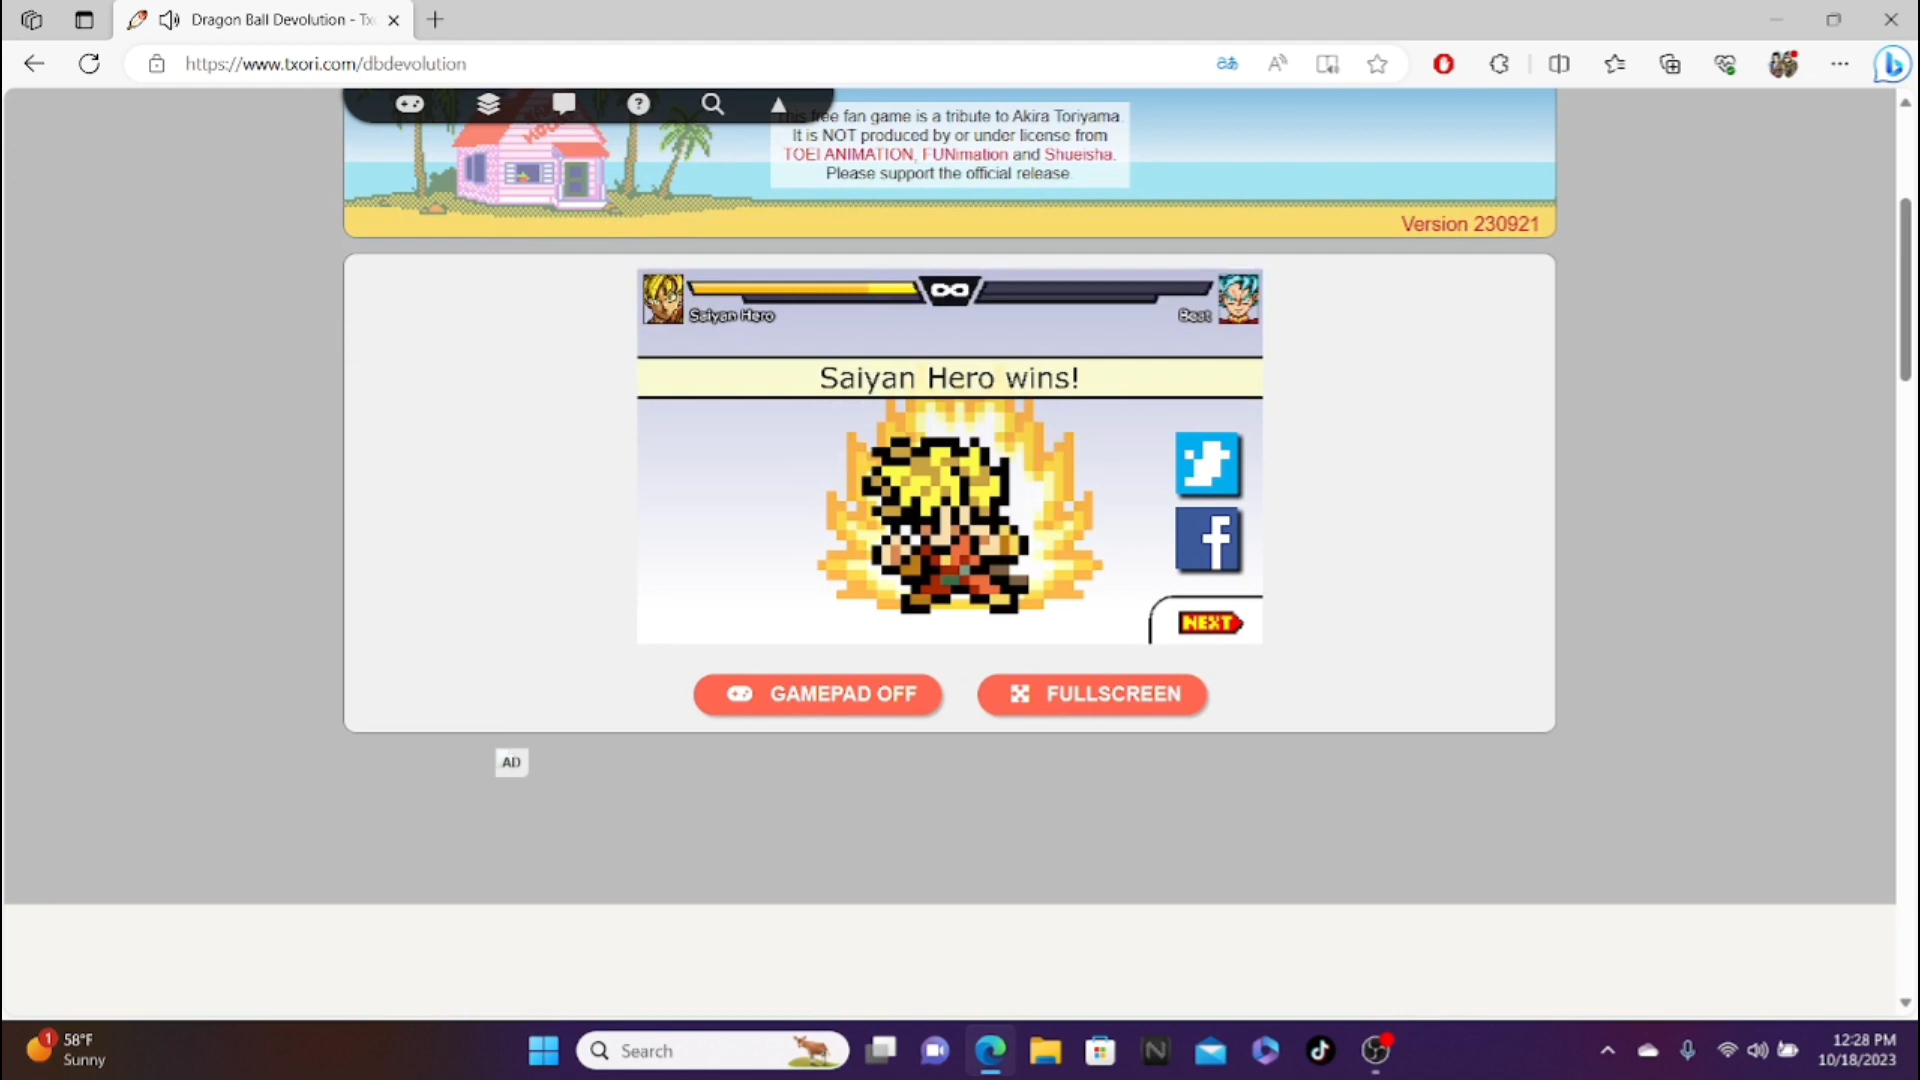 Dragon Ball Devolution - Tx
https://www.txori.com/dbdevolution
This free fan game is a tribute to Akira Toriyama.
It is NOT produced by or under license from
TOEI ANIMATION, FUNimation and Shueisha.
Please support the official release.
Version 230921
Saiyan Hero
Beat
Saiyan Hero wins!
NEXT
GAMEPAD OFF
FULLSCREEN
AD
1
58°F
Sunny
Search
12:28 PM
10/18/2023